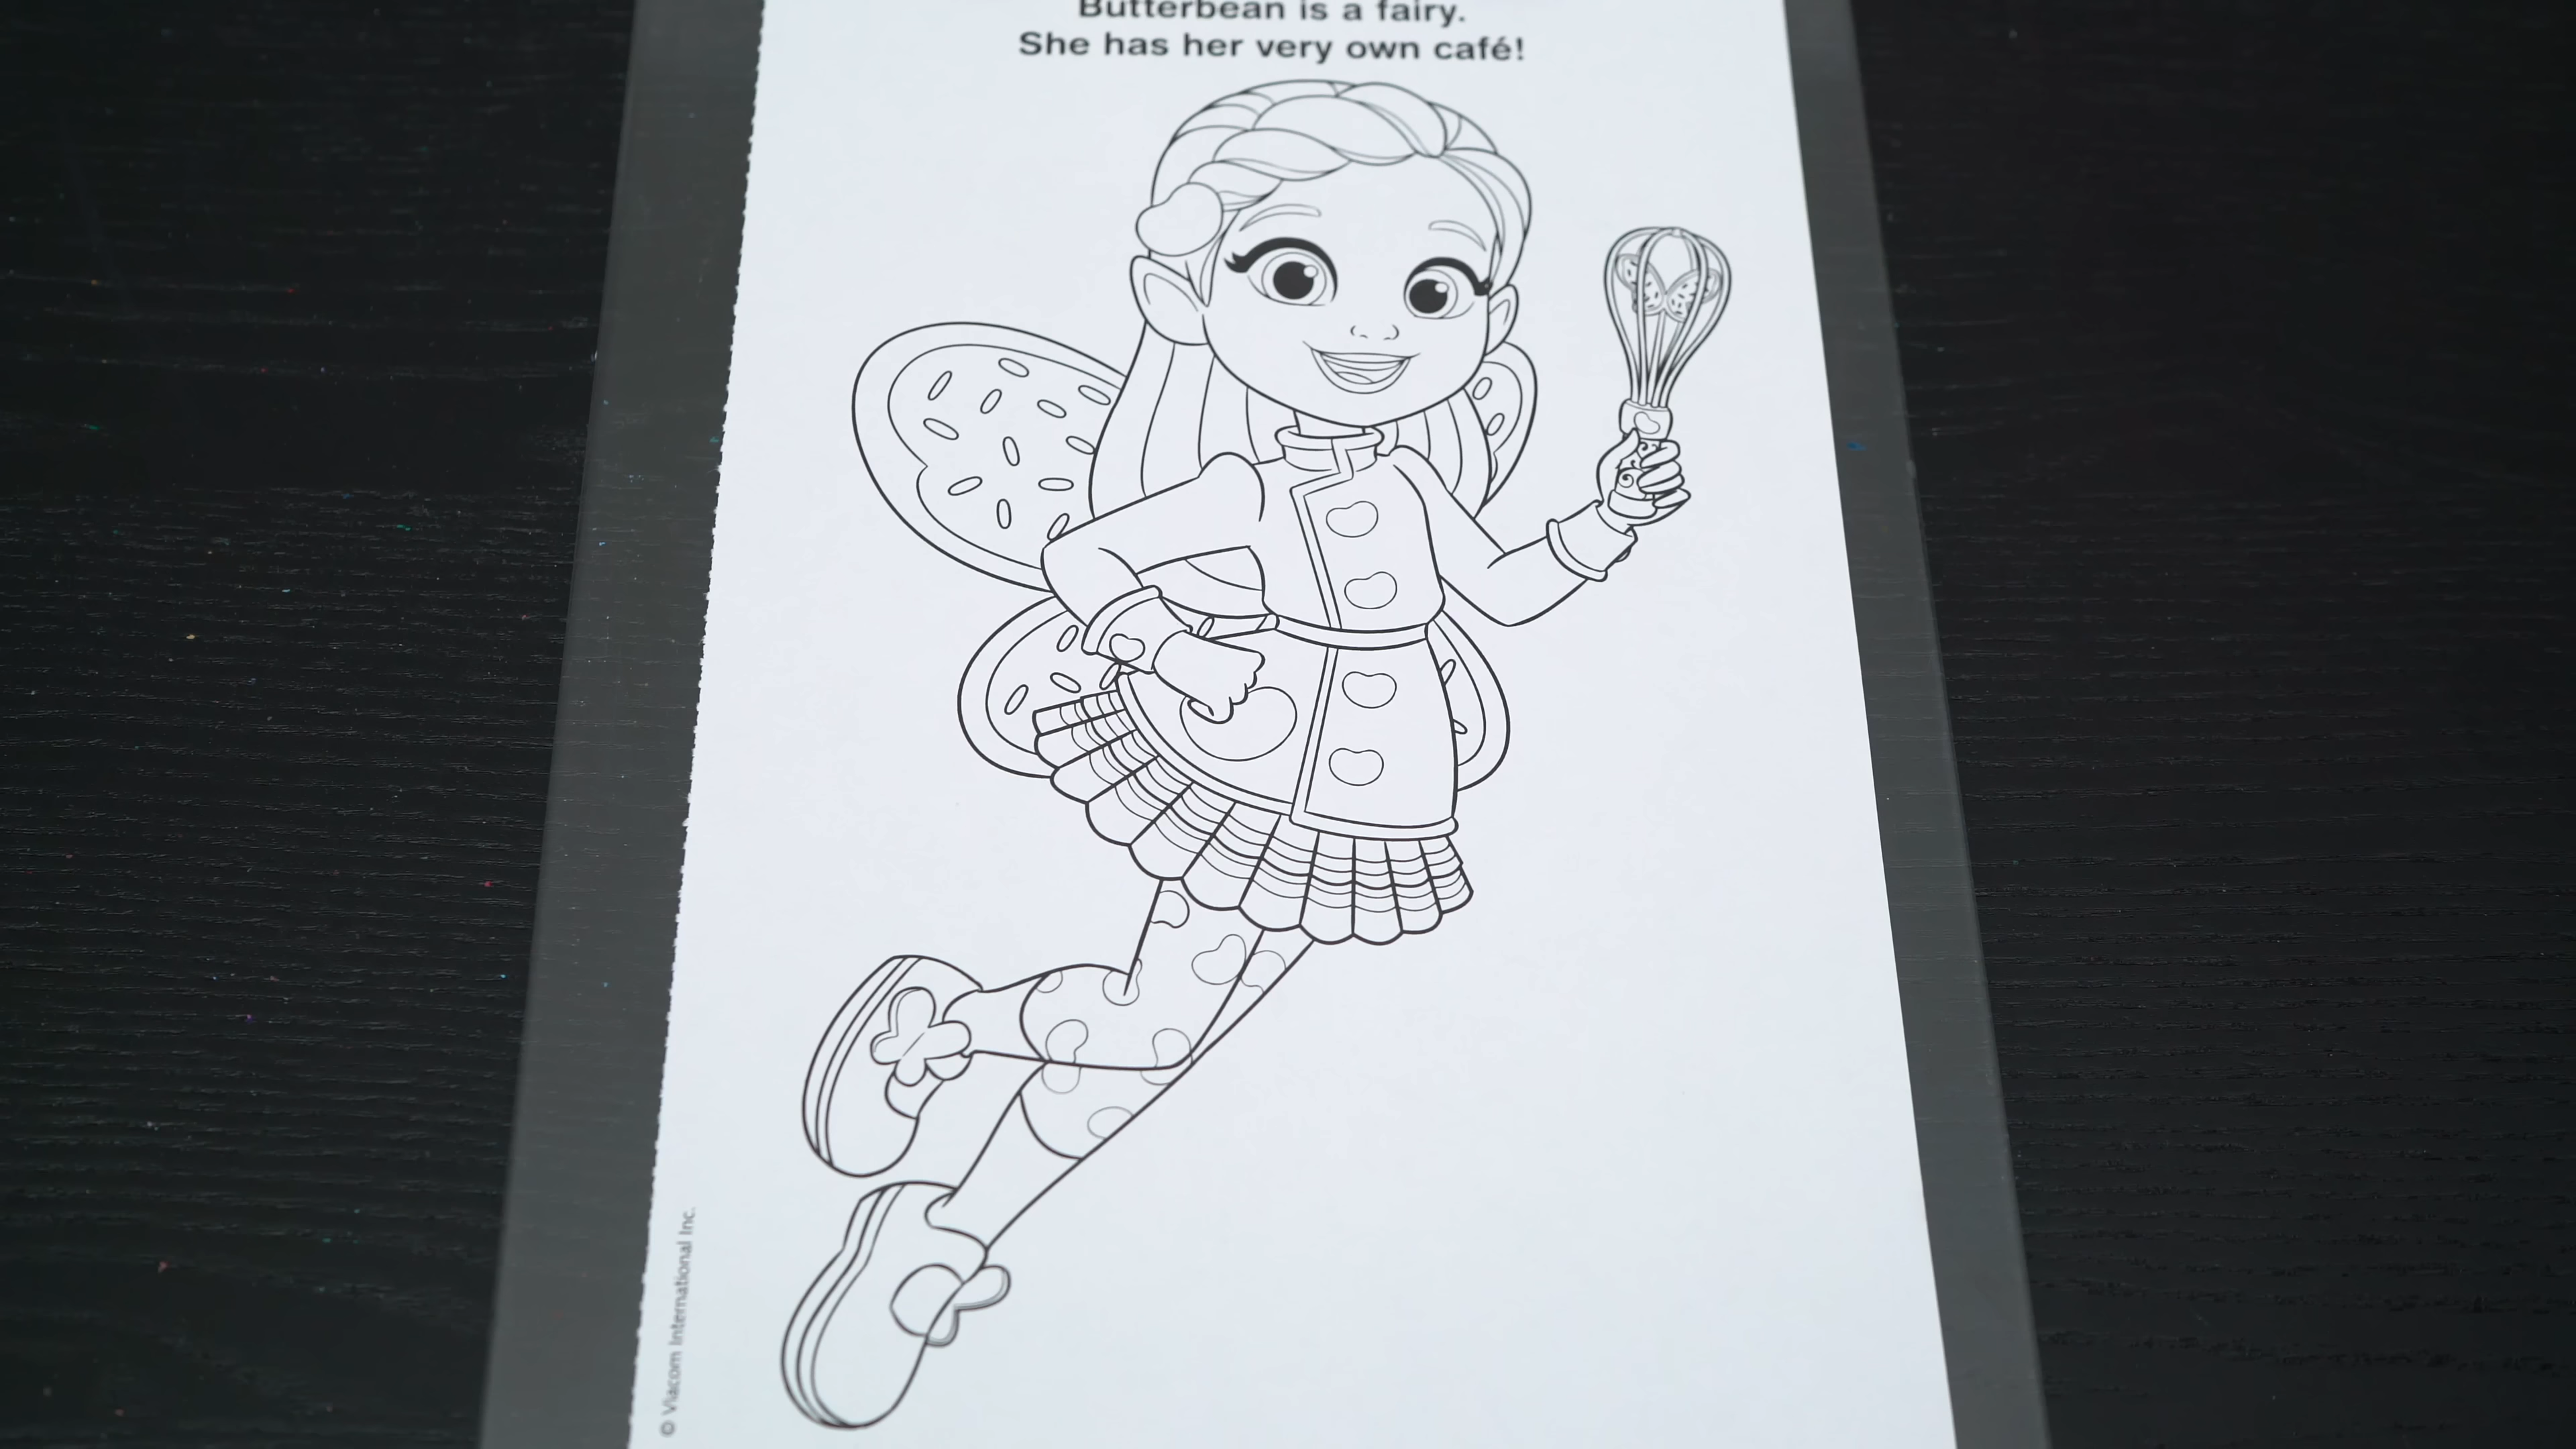 Butterbean is a fairy.
She has her very own café!
© Viacom International Inc.